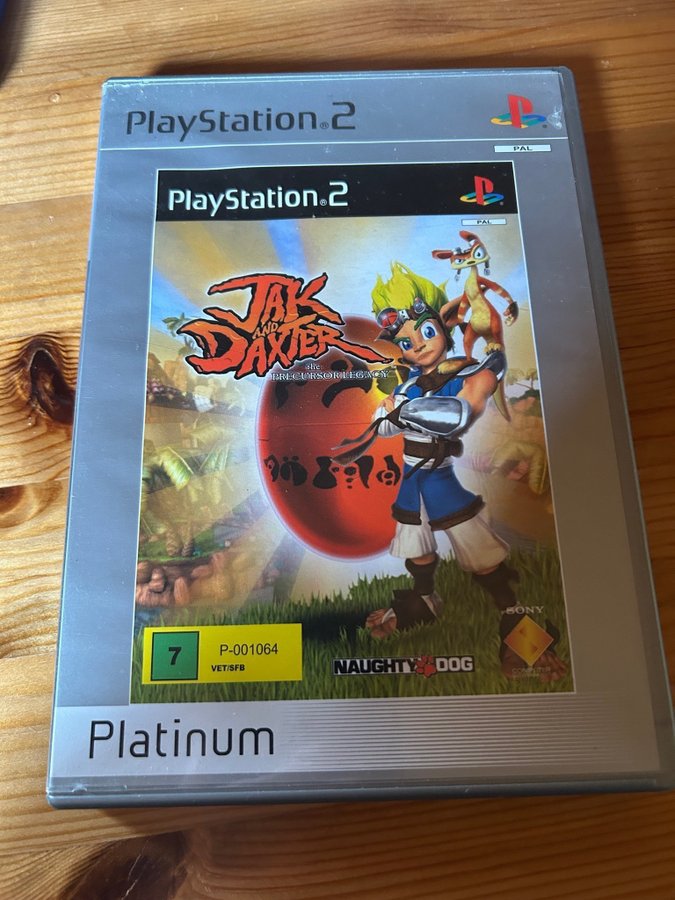 PlayStation®2
PAL
PlayStation®2
PAL
JAK
AND
DAXTER
the
PRECURSOR LEGACY
7
P-001064
VET/SFB
NAUGHTY DOG
SONY
COMPUTER
Platinum